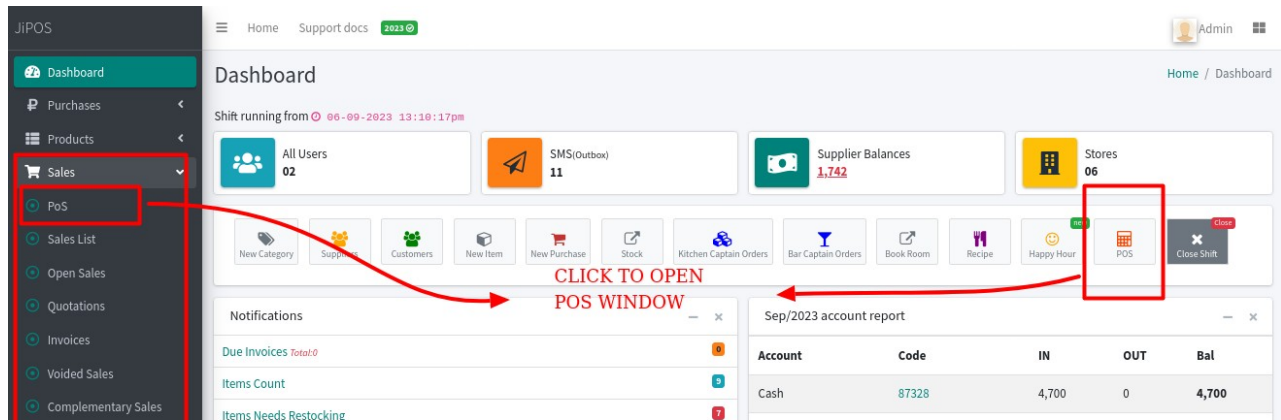 JiPOS
Home Support docs 2023
Admin
Dashboard
Purchases
Products
Sales
PoS
Sales List
Open Sales
Quotations
Invoices
Voided Sales
Complementary Sales
Dashboard
Home / Dashboard
Shift running from 06-09-2023 13:10:17pm
All Users
02
SMS(Outbox)
11
Supplier Balances
1,742
Stores
06
New Category
Suppliers
Customers
New Item
New Purchase
Stock
Kitchen Captain Orders
Bar Captain Orders
Book Room
Recipe
new
Happy Hour
POS
Close
Close Shift
CLICK TO OPEN
POS WINDOW
Notifications
Due Invoices Total:0 0
Items Count 9
Items Needs Restocking 7
Sep/2023 account report
Account Code IN OUT Bal
Cash 87328 4,700 0 4,700